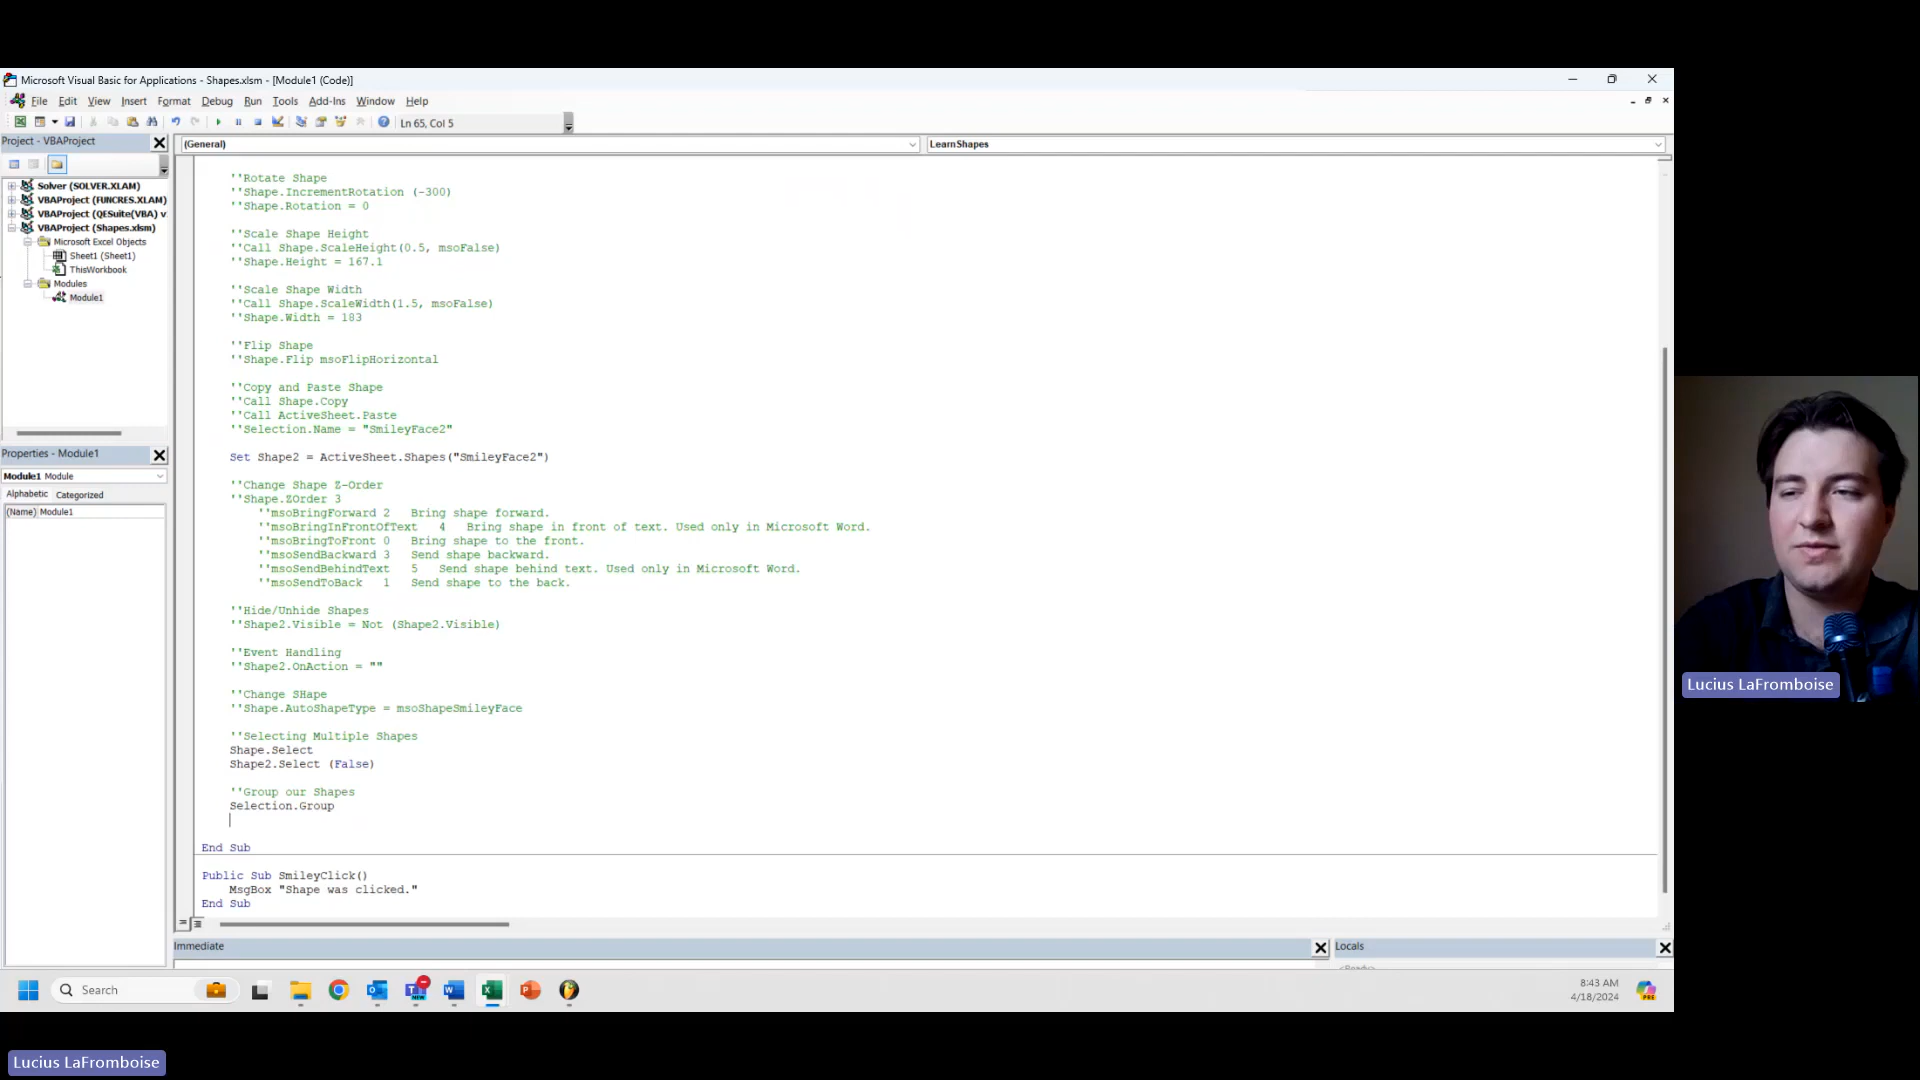 Microsoft Visual Basic for Applications - Shapes.xlsm - [Module1 (Code)]
File Edit View Insert Format Debug Run Tools Add-Ins Window Help
Ln 65, Col 5
Project - VBAProject
Solver (SOLVER.XLAM)
VBAProject (FUNCRES.XLAM)
VBAProject (QESuite(VBA) v
VBAProject (Shapes.xlsm)
Microsoft Excel Objects
Sheet1 (Sheet1)
ThisWorkbook
Modules
Module1
Properties - Module1
Module1 Module
Alphabetic Categorized
(Name) Module1
(General)
LearnShapes
''Rotate Shape
''Shape.IncrementRotation (-300)
''Shape.Rotation = 0
''Scale Shape Height
''Call Shape.ScaleHeight(0.5, msoFalse)
''Shape.Height = 167.1
''Scale Shape Width
''Call Shape.ScaleWidth(1.5, msoFalse)
''Shape.Width = 183
''Flip Shape
''Shape.Flip msoFlipHorizontal
''Copy and Paste Shape
''Call Shape.Copy
''Call ActiveSheet.Paste
''Selection.Name = "SmileyFace2"
Set Shape2 = ActiveSheet.Shapes("SmileyFace2")
''Change Shape Z-Order
''Shape.ZOrder 3
''msoBringForward 2 Bring shape forward.
''msoBringInFrontOfText 4 Bring shape in front of text. Used only in Microsoft Word.
''msoBringToFront 0 Bring shape to the front.
''msoSendBackward 3 Send shape backward.
''msoSendBehindText 5 Send shape behind text. Used only in Microsoft Word.
''msoSendToBack 1 Send shape to the back.
''Hide/Unhide Shapes
''Shape2.Visible = Not (Shape2.Visible)
''Event Handling
''Shape2.OnAction = ""
''Change SHape
''Shape.AutoShapeType = msoShapeSmileyFace
''Selecting Multiple Shapes
Shape.Select
Shape2.Select (False)
''Group our Shapes
Selection.Group
End Sub
Public Sub SmileyClick()
MsgBox "Shape was clicked."
End Sub
Immediate
Locals
<Ready>
Search
NEW
8:43 AM
4/18/2024
PRE
Lucius LaFromboise
Lucius LaFromboise